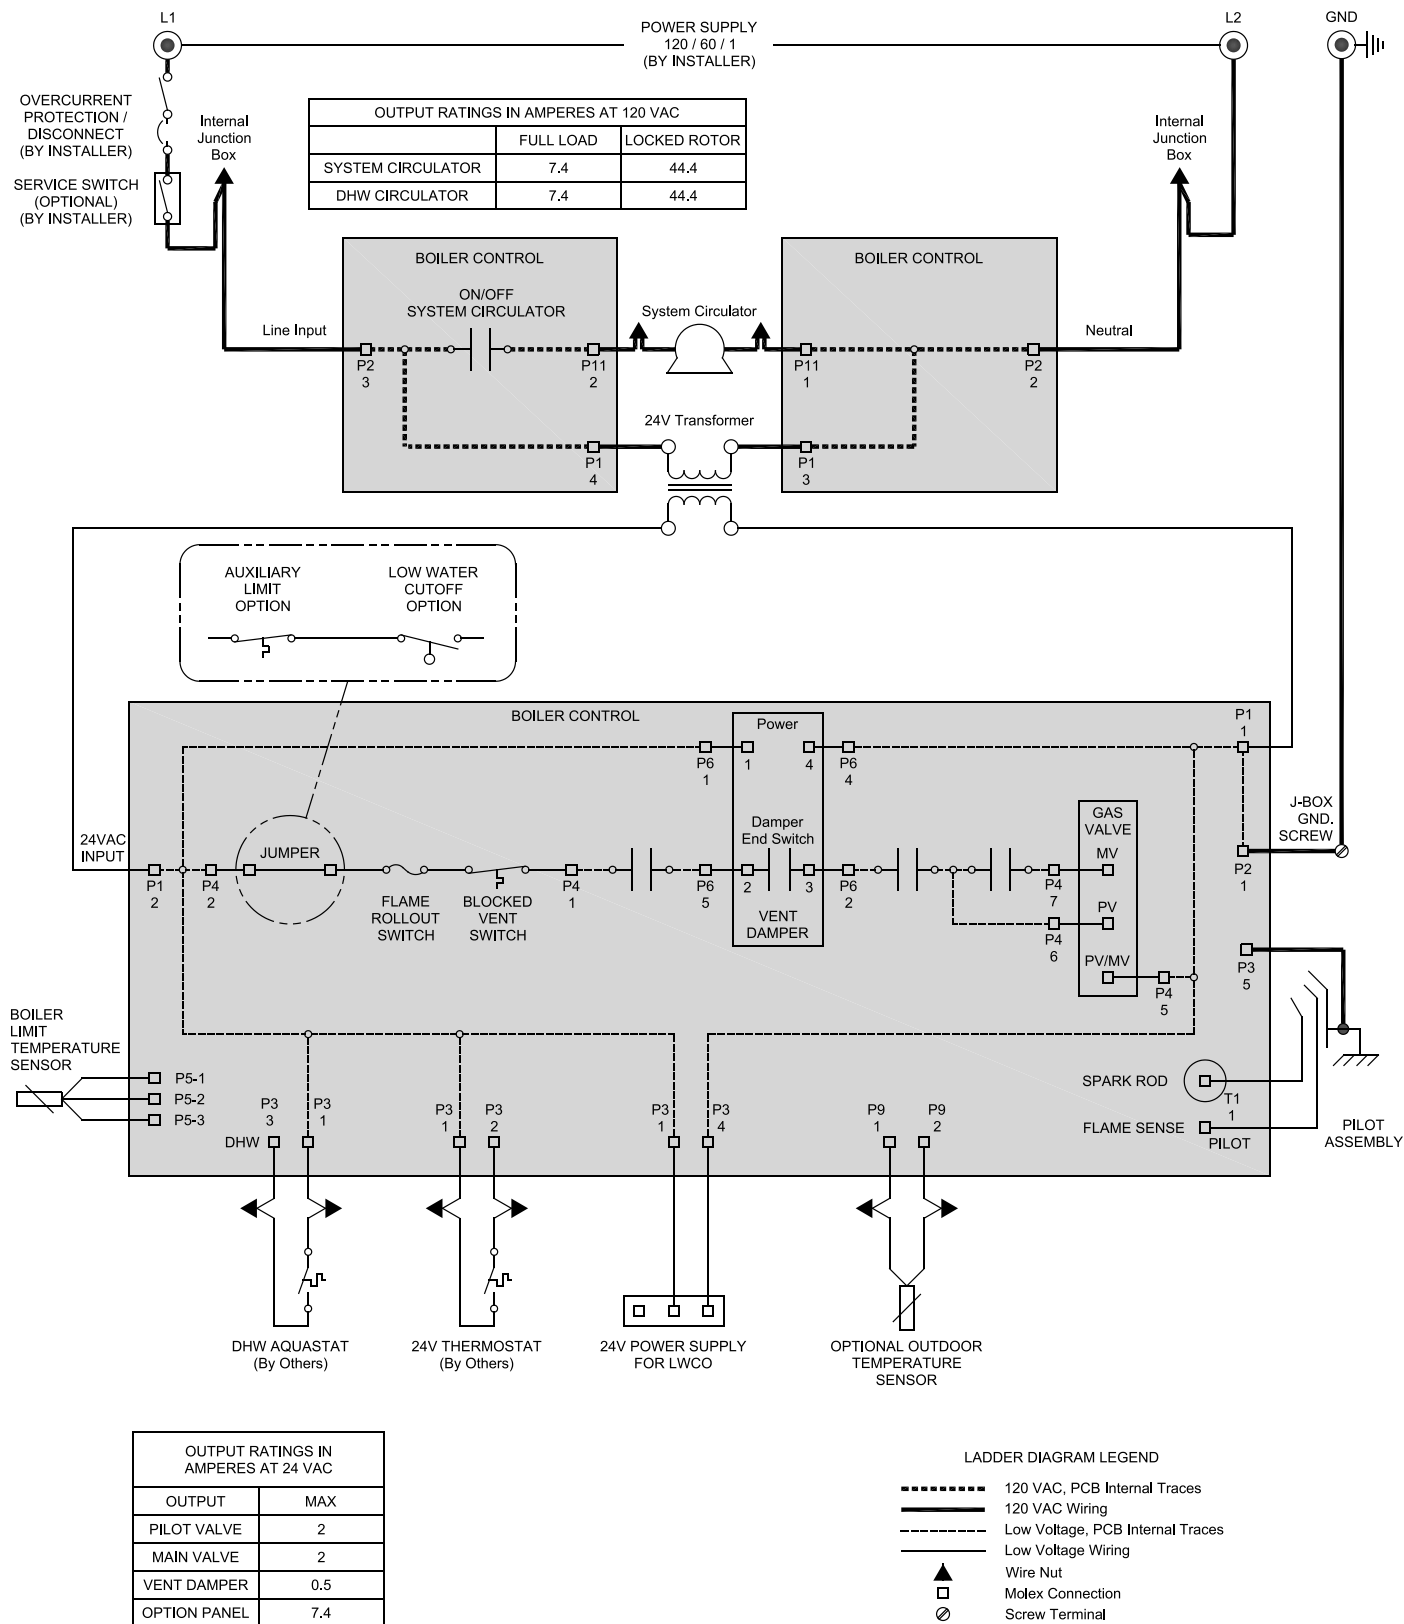 L1
POWER SUPPLY
120 / 60 / 1
(BY INSTALLER)
L2
GND
OVERCURRENT
PROTECTION /
DISCONNECT
(BY INSTALLER)
SERVICE SWITCH
(OPTIONAL)
(BY INSTALLER)
Internal
Junction
Box
OUTPUT RATINGS IN AMPERES AT 120 VAC
FULL LOAD LOCKED ROTOR
SYSTEM CIRCULATOR 7.4 44.4
DHW CIRCULATOR 7.4 44.4
Internal
Junction
Box
BOILER CONTROL
ON/OFF
SYSTEM CIRCULATOR
Line Input
P2
3
P11
2
P1
4
System Circulator
24V Transformer
BOILER CONTROL
P11
1
P2
2
P1
3
Neutral
AUXILIARY
LIMIT
OPTION
LOW WATER
CUTOFF
OPTION
BOILER CONTROL
24VAC
INPUT
P1
2
P4
2
JUMPER
FLAME
ROLLOUT
SWITCH
BLOCKED
VENT
SWITCH
P4
1
P6
1
P6
5
Power
1
4
Damper
End Switch
2
3
VENT
DAMPER
P6
4
P6
2
GAS
VALVE
MV
PV
PV/MV
P4
7
P4
6
P4
5
P1
1
J-BOX
GND.
SCREW
P2
1
P3
5
BOILER
LIMIT
TEMPERATURE
SENSOR
P5-1
P5-2
P5-3
DHW
P3
3
P3
1
P3
1
P3
2
P3
1
P3
4
P9
1
P9
2
SPARK ROD
T1
1
FLAME SENSE
PILOT
PILOT
ASSEMBLY
DHW AQUASTAT
(By Others)
24V THERMOSTAT
(By Others)
24V POWER SUPPLY
FOR LWCO
OPTIONAL OUTDOOR
TEMPERATURE
SENSOR
OUTPUT RATINGS IN
AMPERES AT 24 VAC
OUTPUT MAX
PILOT VALVE 2
MAIN VALVE 2
VENT DAMPER 0.5
OPTION PANEL 7.4
LADDER DIAGRAM LEGEND
120 VAC, PCB Internal Traces
120 VAC Wiring
Low Voltage, PCB Internal Traces
Low Voltage Wiring
Wire Nut
Molex Connection
Screw Terminal